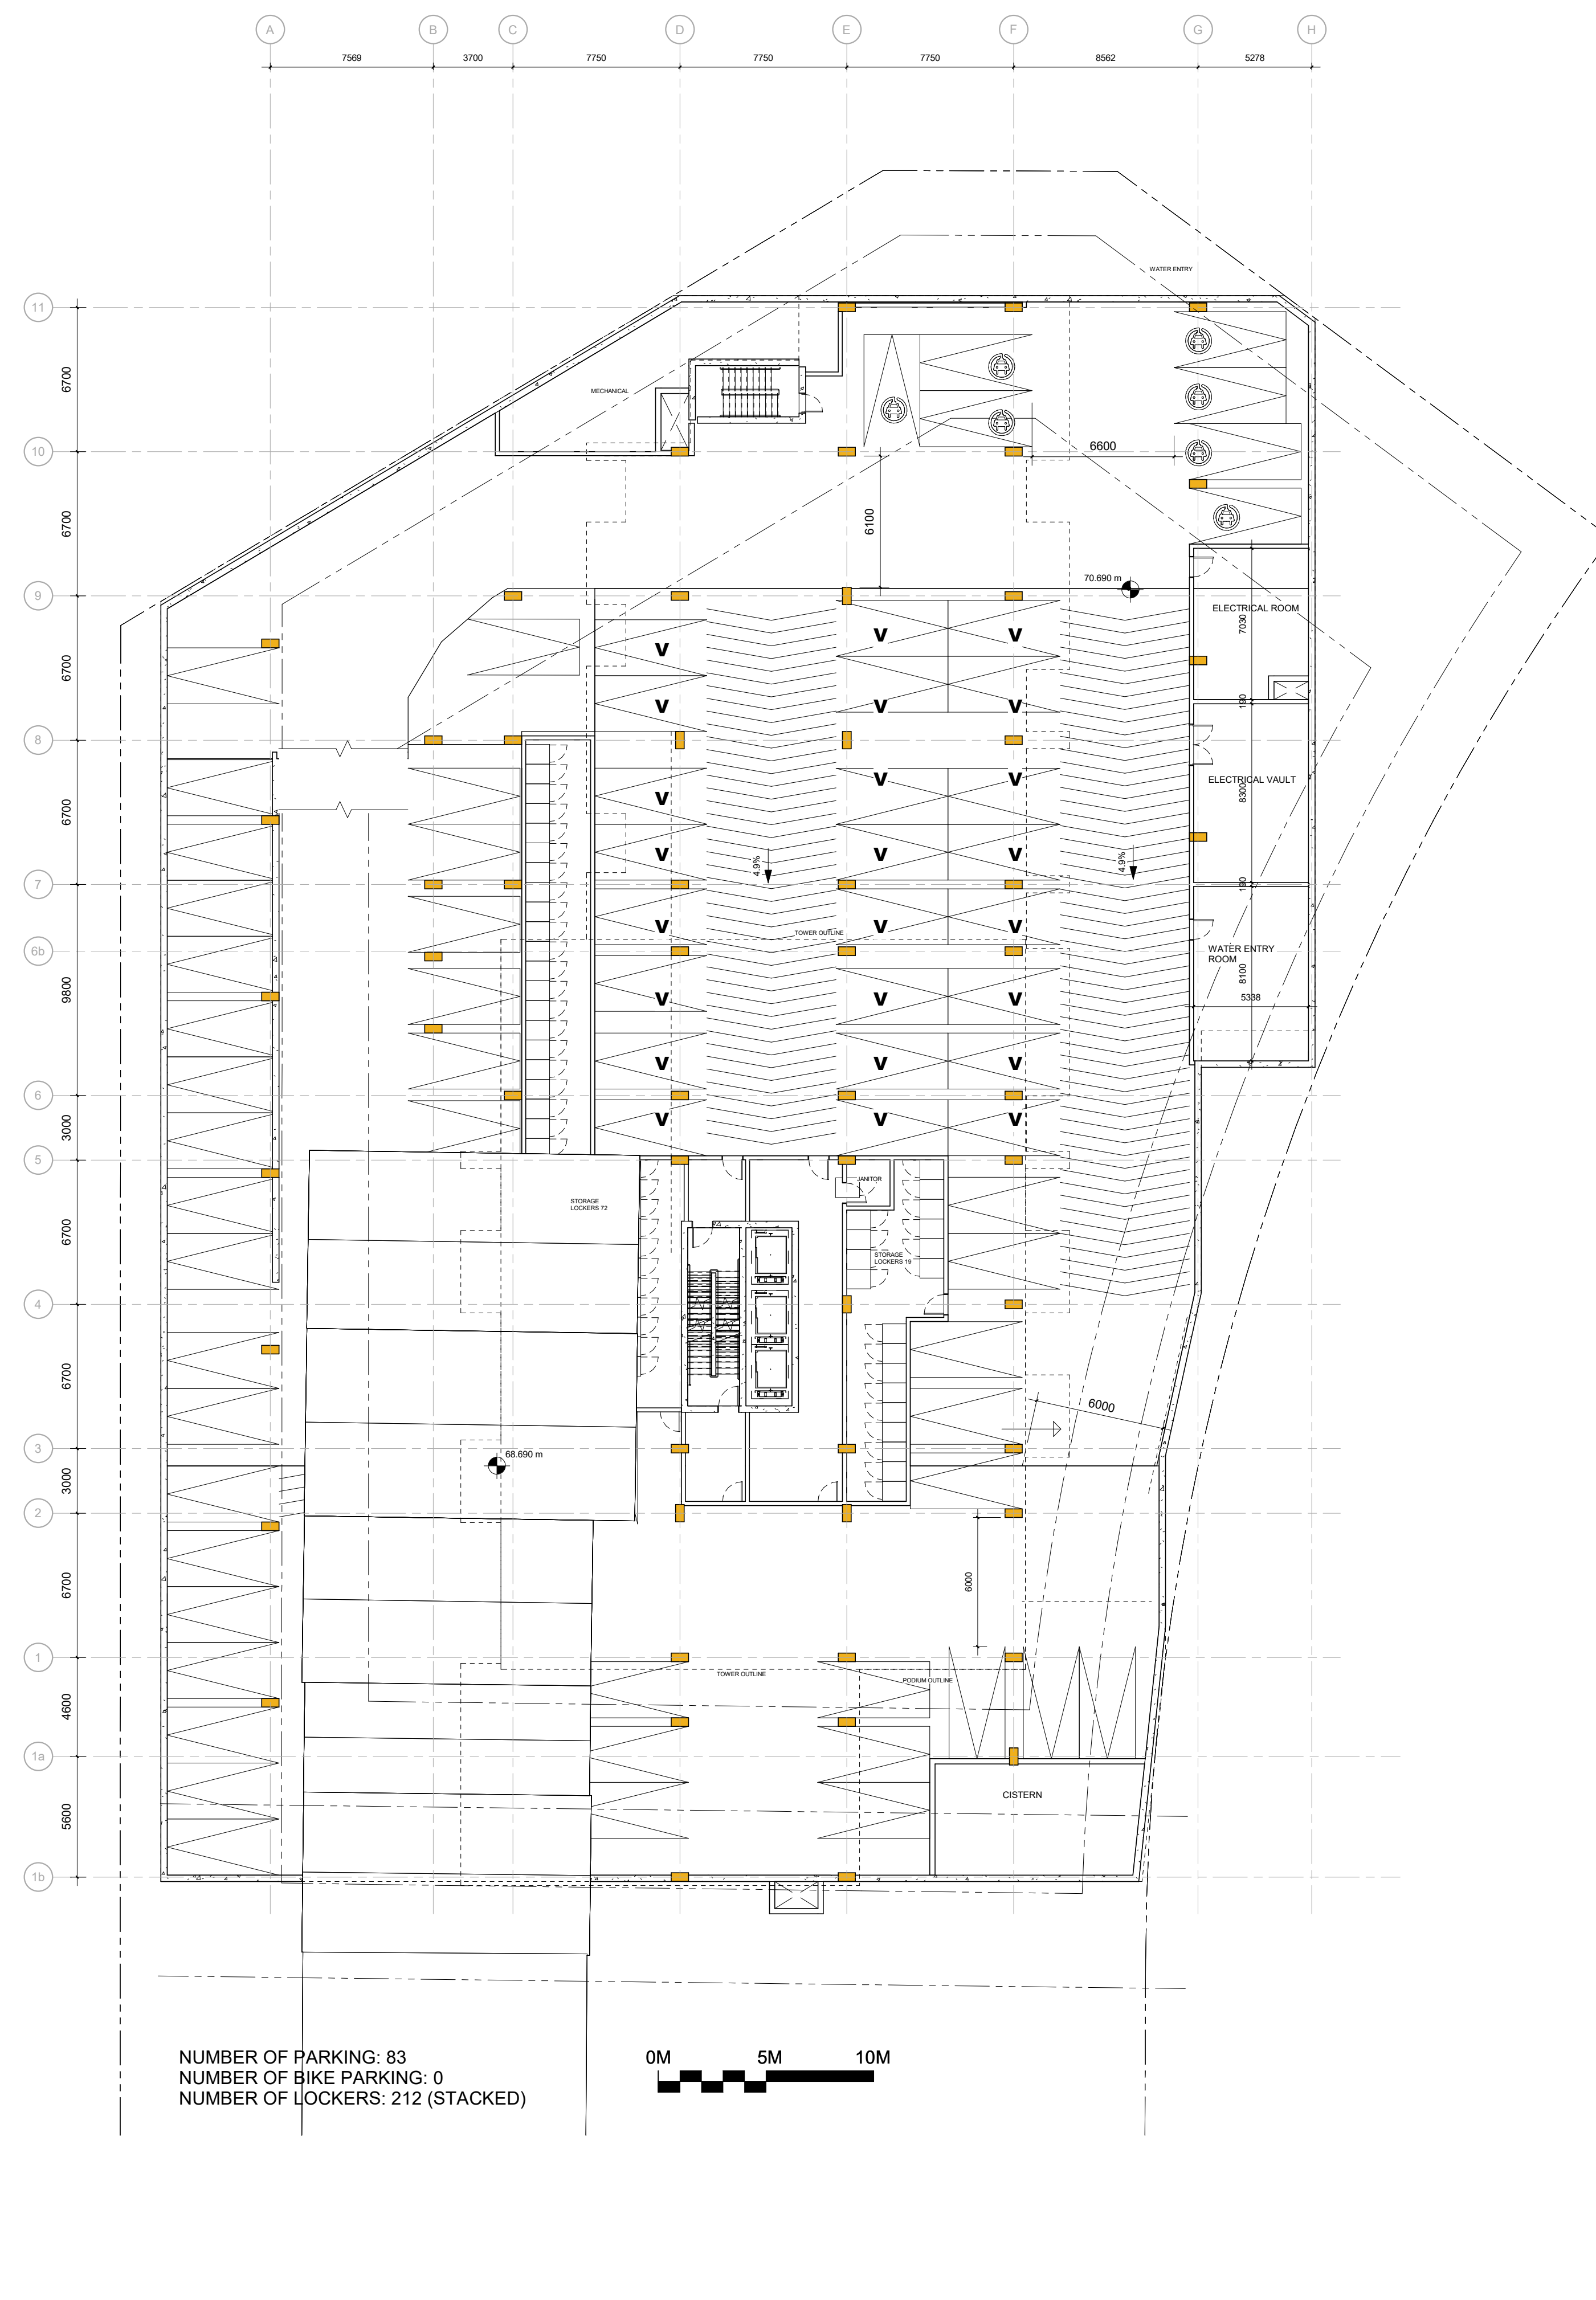 A B C D E F G H
7569 3700 7750 7750 7750 8562 5278
WATER ENTRY
11
6700
MECHANICAL
10
6600
6700
6100
9
70.690 m
ELECTRICAL ROOM
7030
6700
V V V
V V V
190
8
ELECTRICAL VAULT
8300
6700
V V V
V V V
4.9% 4.9%
7
190
V V V
TOWER OUTLINE
6b
WATER ENTRY
ROOM
8100
5338
9800
V V V
V V V
6
3000
V V V
5
JANITOR
STORAGE
LOCKERS 72
6700
STORAGE
LOCKERS 19
4
6700
6000
3
68.690 m
3000
2
6700
6000
1
TOWER OUTLINE
PODIUM OUTLINE
4600
1a
CISTERN
5600
1b
NUMBER OF PARKING: 83
NUMBER OF BIKE PARKING: 0
NUMBER OF LOCKERS: 212 (STACKED)
0M 5M 10M